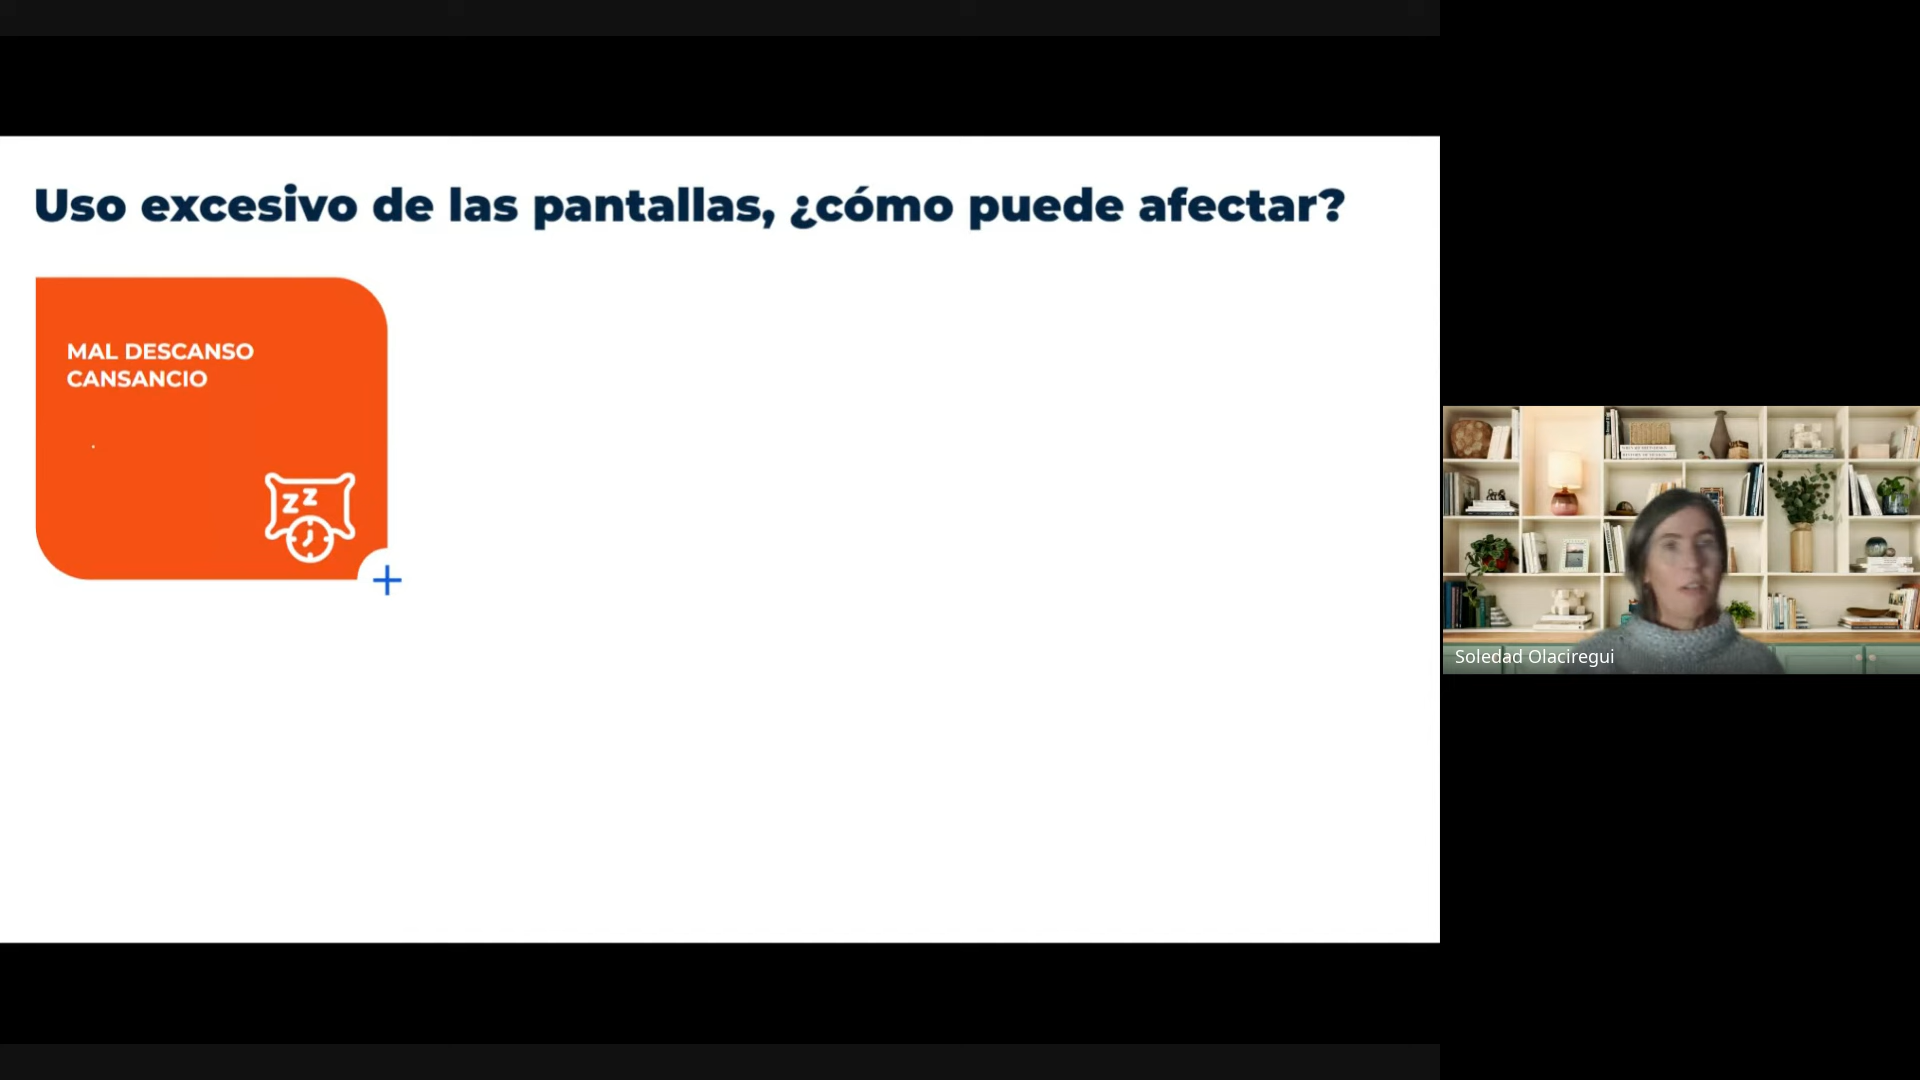 Uso excesivo de las pantallas, ¿cómo puede afectar?
MAL DESCANSO
CANSANCIO
z z
Soledad Olaciregui